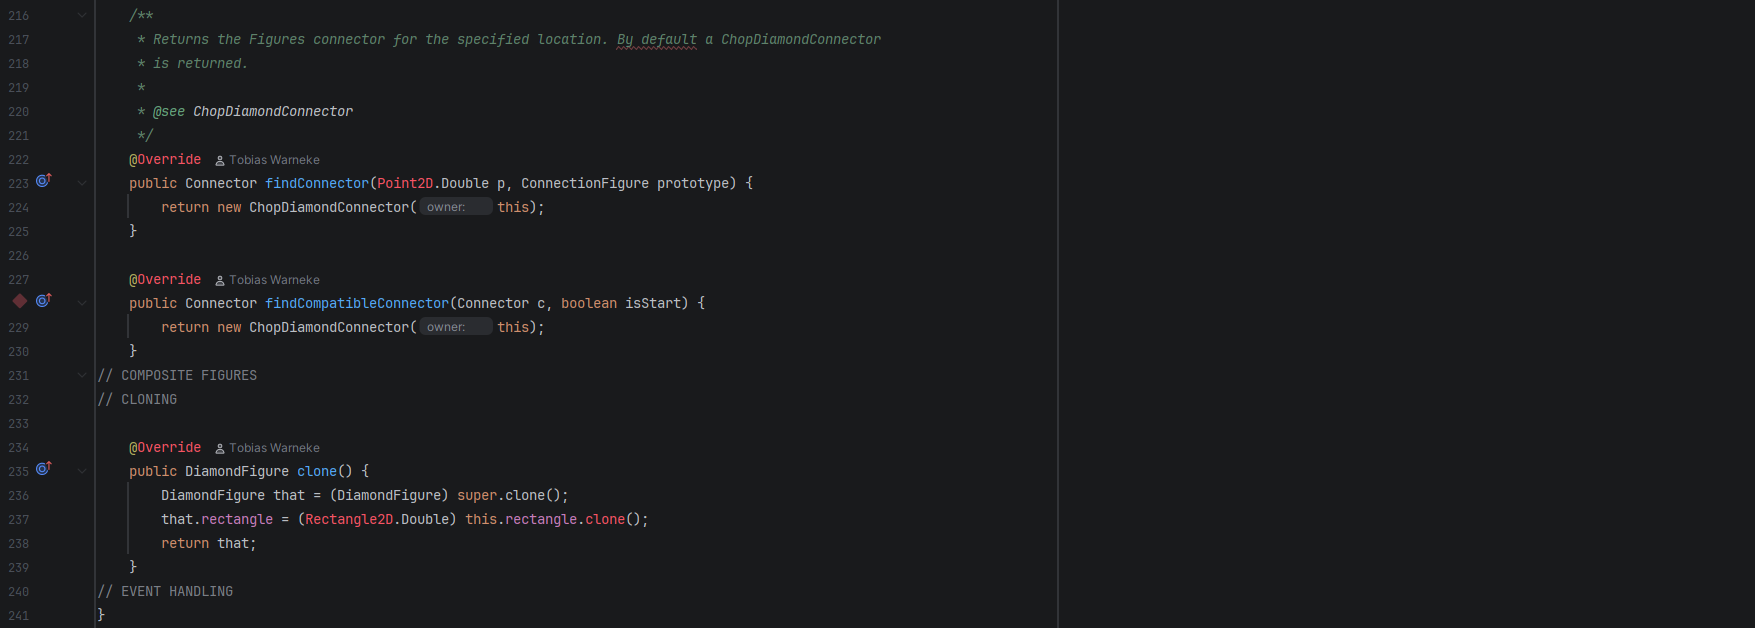 216 /**
217 * Returns the Figures connector for the specified location. By default a ChopDiamondConnector
218 * is returned.
219 *
220 * @see ChopDiamondConnector
221 */
222 @Override Tobias Warneke
223 public Connector findConnector(Point2D.Double p, ConnectionFigure prototype) {
224 return new ChopDiamondConnector( owner: this);
225 }
226
227 @Override Tobias Warneke
public Connector findCompatibleConnector(Connector c, boolean isStart) {
229 return new ChopDiamondConnector( owner: this);
230 }
231 // COMPOSITE FIGURES
232 // CLONING
233
234 @Override Tobias Warneke
235 public DiamondFigure clone() {
236 DiamondFigure that = (DiamondFigure) super.clone();
237 that.rectangle = (Rectangle2D.Double) this.rectangle.clone();
238 return that;
239 }
240 // EVENT HANDLING
241 }